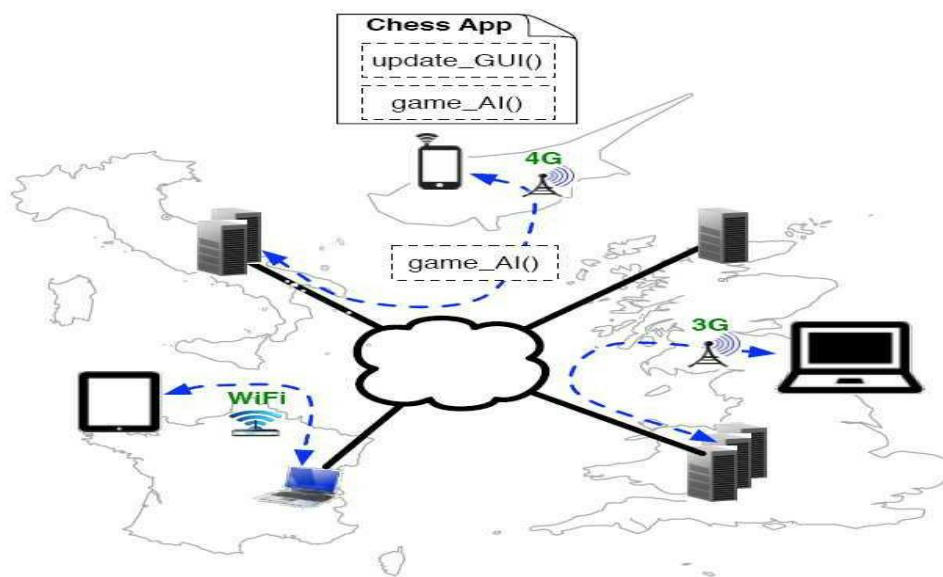 Chess App
update_GUI()
game_AI()
4G
game_AI()
3G
WiFi